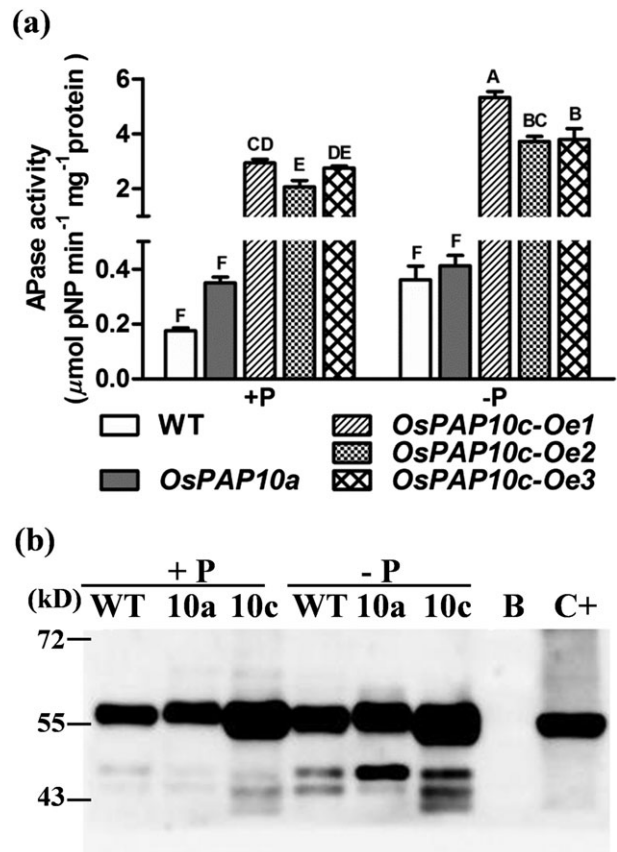 (a)
APase activity
(μmol pNP min⁻¹ mg⁻¹ protein )
6
4
2
0.4
0.2
0.0
F F CD E DE
F F A BC B
+P -P
WT OsPAP10c-Oe1
OsPAP10c-Oe2
OsPAP10a OsPAP10c-Oe3
(b)
+ P - P
(kD) WT 10a 10c WT 10a 10c B C+
72
55
43